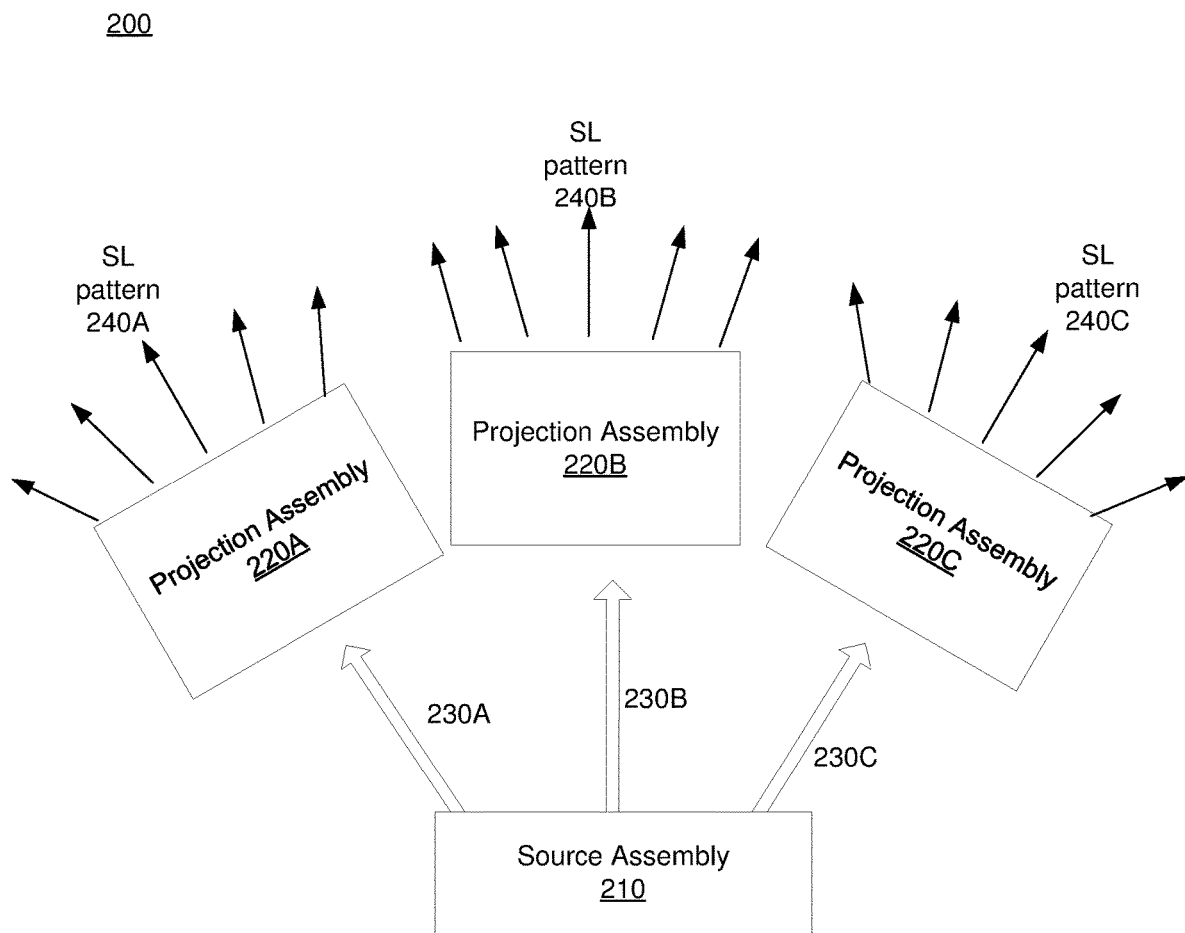 200
SL
pattern
240B
SL
pattern
240A
SL
pattern
240C
Projection Assembly
220B
Projection Assembly
220A
Projection Assembly
220C
230A
230B
230C
Source Assembly
210